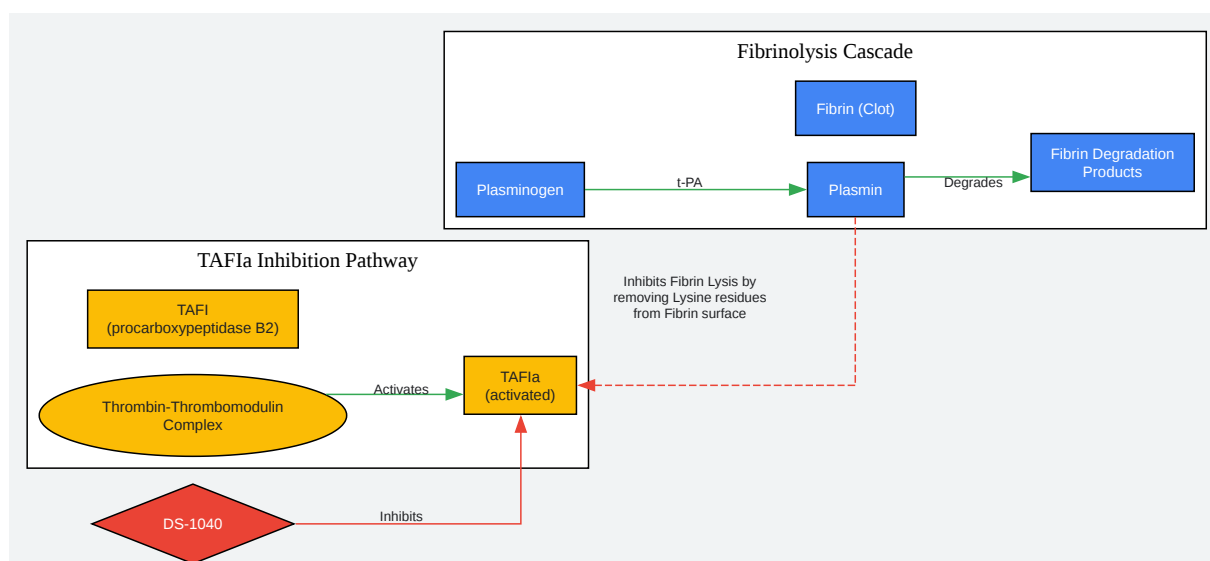 Fibrinolysis Cascade
Fibrin (Clot)
Fibrin Degradation
Products
Plasminogen
t-PA
Plasmin
Degrades
TAFIa Inhibition Pathway
Inhibits Fibrin Lysis by
removing Lysine residues
from Fibrin surface
TAFI
(procarboxypeptidase B2)
TAFIa
(activated)
Activates
Thrombin-Thrombomodulin
Complex
DS-1040
Inhibits